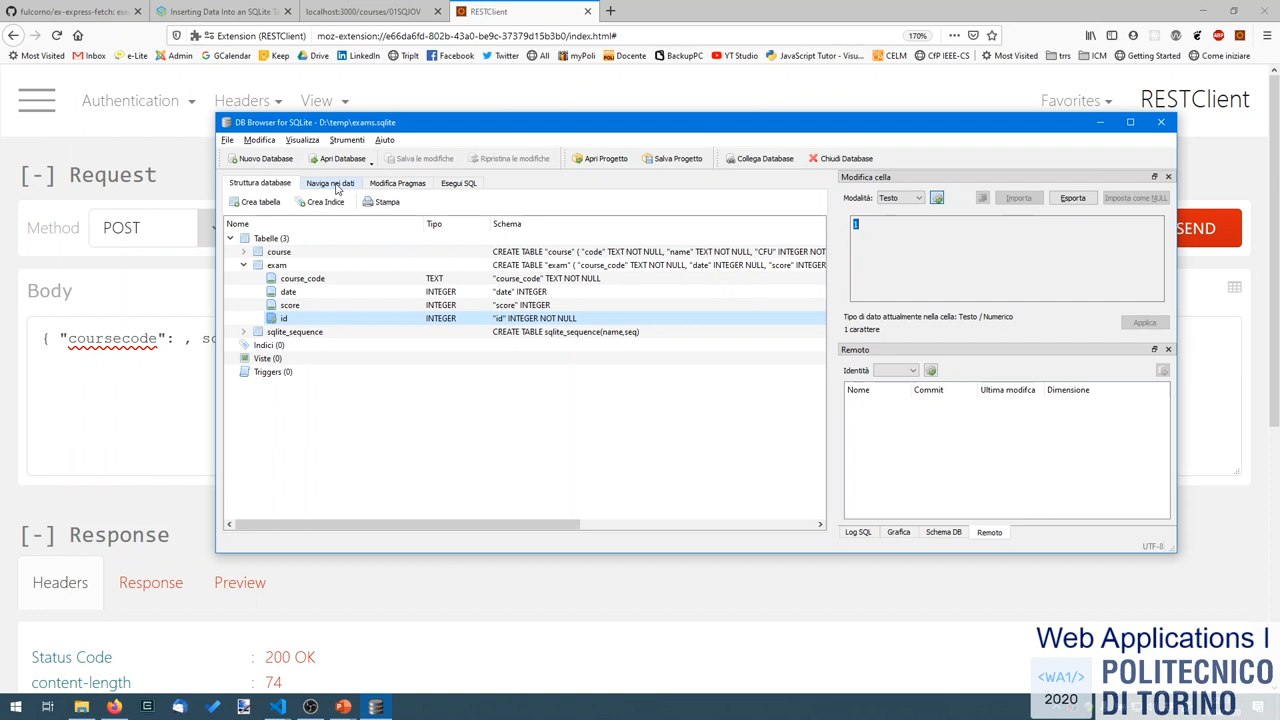 fulcorno/ex-express-fetch: ese
Inserting Data Into an SQLite Ta
localhost:3000/courses/01SQJOV
RESTClient
Extension (RESTClient)
moz-extension://e66da6fd-802b-43a0-be9c-37379d15b3b0/index.html#
170%
Most Visited
Inbox
e-Lite
Admin
GCalendar
Keep
Drive
LinkedIn
TripIt
Facebook
Twitter
All
myPoli
Docente
BackupPC
YT Studio
JavaScript Tutor - Visu...
CELM
CfP IEEE-CS
Most Visited
trrs
ICM
Getting Started
Come iniziare
Authentication
Headers
View
Favorites
RESTClient
DB Browser for SQLite - D:\temp\exams.sqlite
File
Modifica
Visualizza
Strumenti
Aiuto
Nuovo Database
Apri Database
Salva le modifiche
Ripristina le modifiche
Apri Progetto
Salva Progetto
Collega Database
Chiudi Database
Struttura database
Naviga nei dati
Modifica Pragmas
Esegui SQL
Crea tabella
Crea Indice
Stampa
Nome
Tipo
Schema
Tabelle (3)
course
CREATE TABLE "course" ( "code" TEXT NOT NULL, "name" TEXT NOT NULL, "CFU" INTEGER NOT
exam
CREATE TABLE "exam" ( "course_code" TEXT NOT NULL, "date" INTEGER NOT NULL, "score" INTEGER
course_code
TEXT
"course_code" TEXT NOT NULL
date
INTEGER
"date" INTEGER
score
INTEGER
"score" INTEGER
id
INTEGER
"id" INTEGER NOT NULL
sqlite_sequence
CREATE TABLE sqlite_sequence(name,seq)
Indici (0)
Viste (0)
Triggers (0)
Modifica cella
Modalità:
Testo
Importa
Esporta
Imposta come NULL
1
Tipo di dato attualmente nella cella: Testo / Numerico
1 carattere
Applica
Remoto
Identità
Nome
Commit
Ultima modifca
Dimensione
Log SQL
Grafica
Schema DB
Remoto
UTF-8
[-] Request
Method
POST
SEND
Body
{ "coursecode": , sc
[-] Response
Headers
Response
Preview
Status Code
:
200 OK
content-length
:
74
Web Applications I
<WA1/>
2020
POLITECNICO
DI TORINO